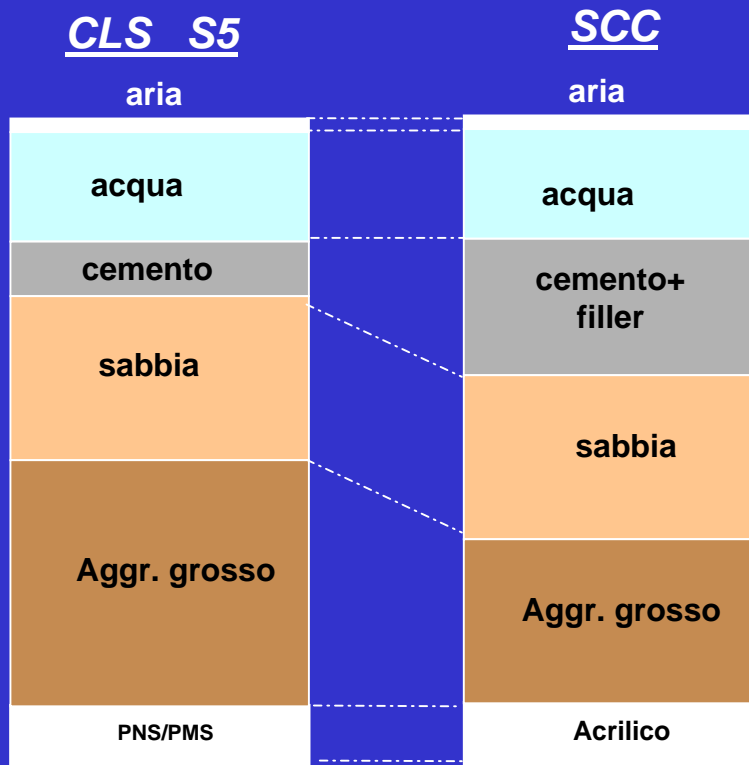 CLS S5
aria
acqua
cemento
sabbia
Aggr. grosso
PNS/PMS
SCC
aria
acqua
cemento+
filler
sabbia
Aggr. grosso
Acrilico